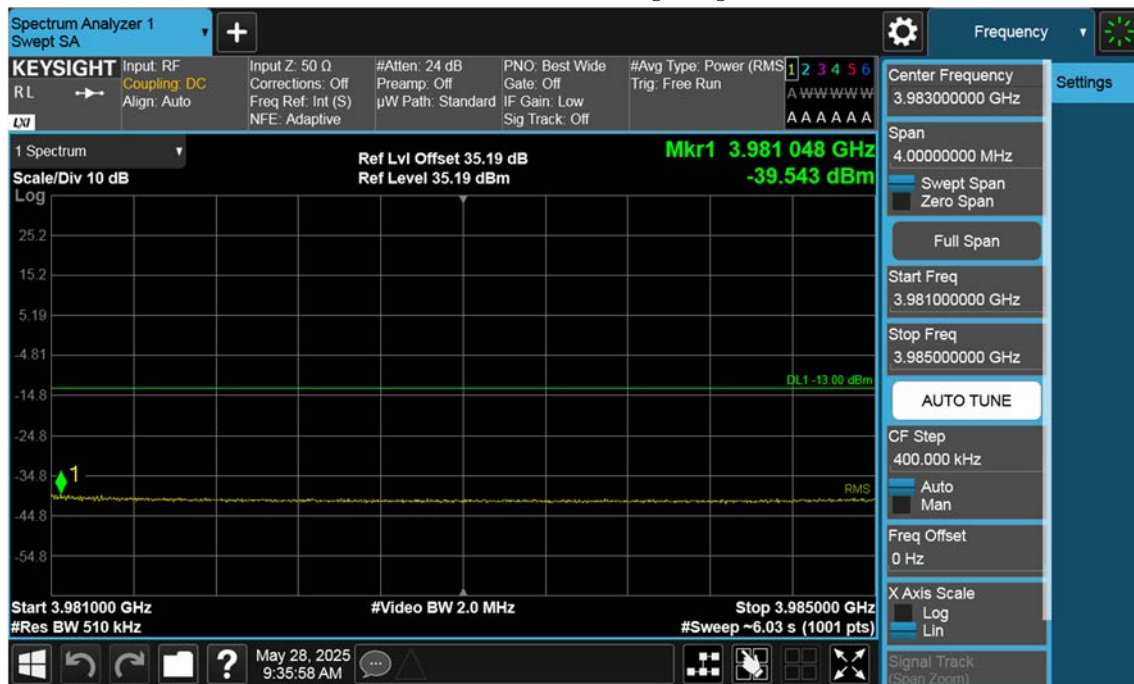 Spectrum Analyzer 1
Swept SA
Frequency
KEYSIGHT
RL
LXI
Input: RF
Coupling: DC
Align: Auto
Input Z: 50 Ω
Corrections: Off
Freq Ref: Int (S)
NFE: Adaptive
#Atten: 24 dB
Preamp: Off
µW Path: Standard
PNO: Best Wide
Gate: Off
IF Gain: Low
Sig Track: Off
#Avg Type: Power (RMS
Trig: Free Run
1 2 3 4 5 6
A W W W W W
A A A A A A
1 Spectrum
Scale/Div 10 dB
Log
Ref Lvl Offset 35.19 dB
Ref Level 35.19 dBm
Mkr1 3.981 048 GHz
-39.543 dBm
25.2
15.2
5.19
-4.81
DL1 -13.00 dBm
-14.8
-24.8
-34.8
1
RMS
-44.8
-54.8
Start 3.981000 GHz
#Video BW 2.0 MHz
Stop 3.985000 GHz
#Res BW 510 kHz
#Sweep ~6.03 s (1001 pts)
May 28, 2025
9:35:58 AM
Center Frequency
3.983000000 GHz
Settings
Span
4.00000000 MHz
Swept Span
Zero Span
Full Span
Start Freq
3.981000000 GHz
Stop Freq
3.985000000 GHz
AUTO TUNE
CF Step
400.000 kHz
Auto
Man
Freq Offset
0 Hz
X Axis Scale
Log
Lin
Signal Track
(Span Zoom)